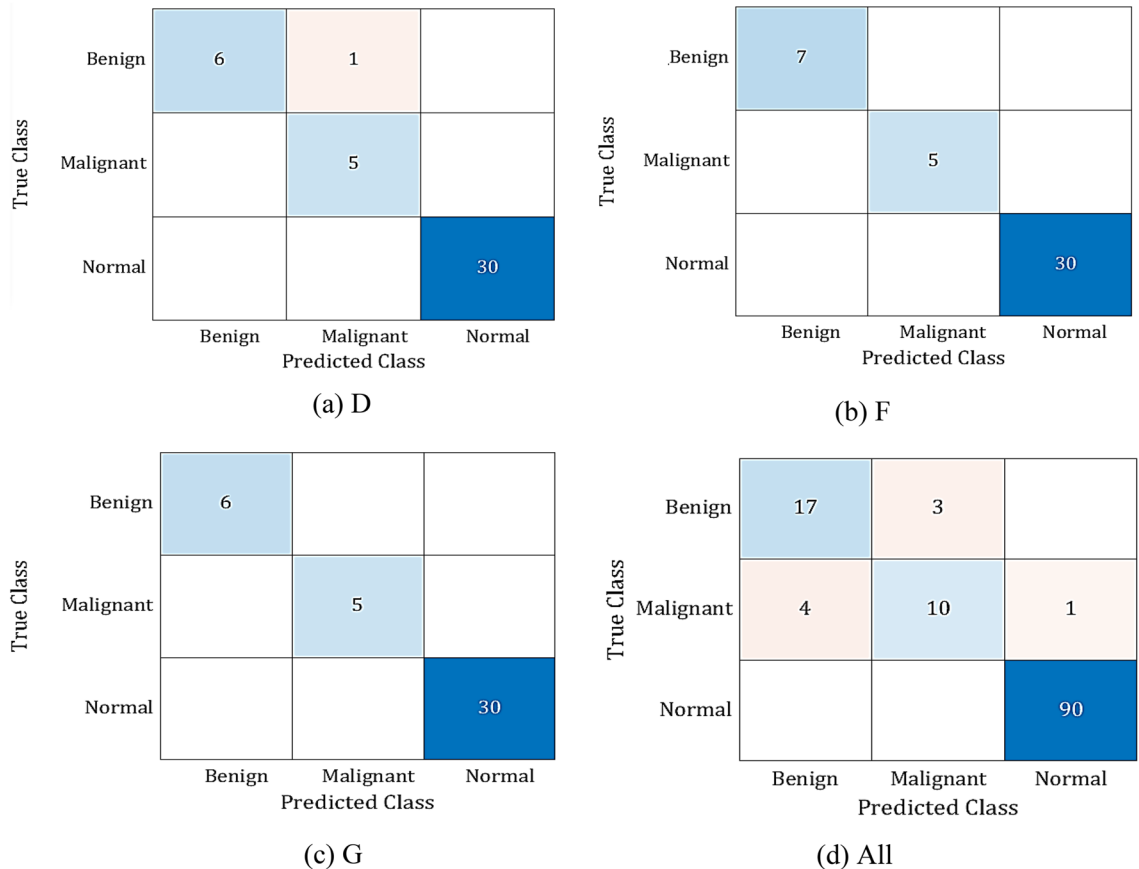 Benign 6 1
Malignant 5
Normal 30
Benign Malignant Normal
Predicted Class
True Class
(a) D
Benign 7
Malignant 5
Normal 30
Benign Malignant Normal
Predicted Class
True Class
(b) F
Benign 6
Malignant 5
Normal 30
Benign Malignant Normal
Predicted Class
True Class
(c) G
Benign 17 3
Malignant 4 10 1
Normal 90
Benign Malignant Normal
Predicted Class
True Class
(d) All